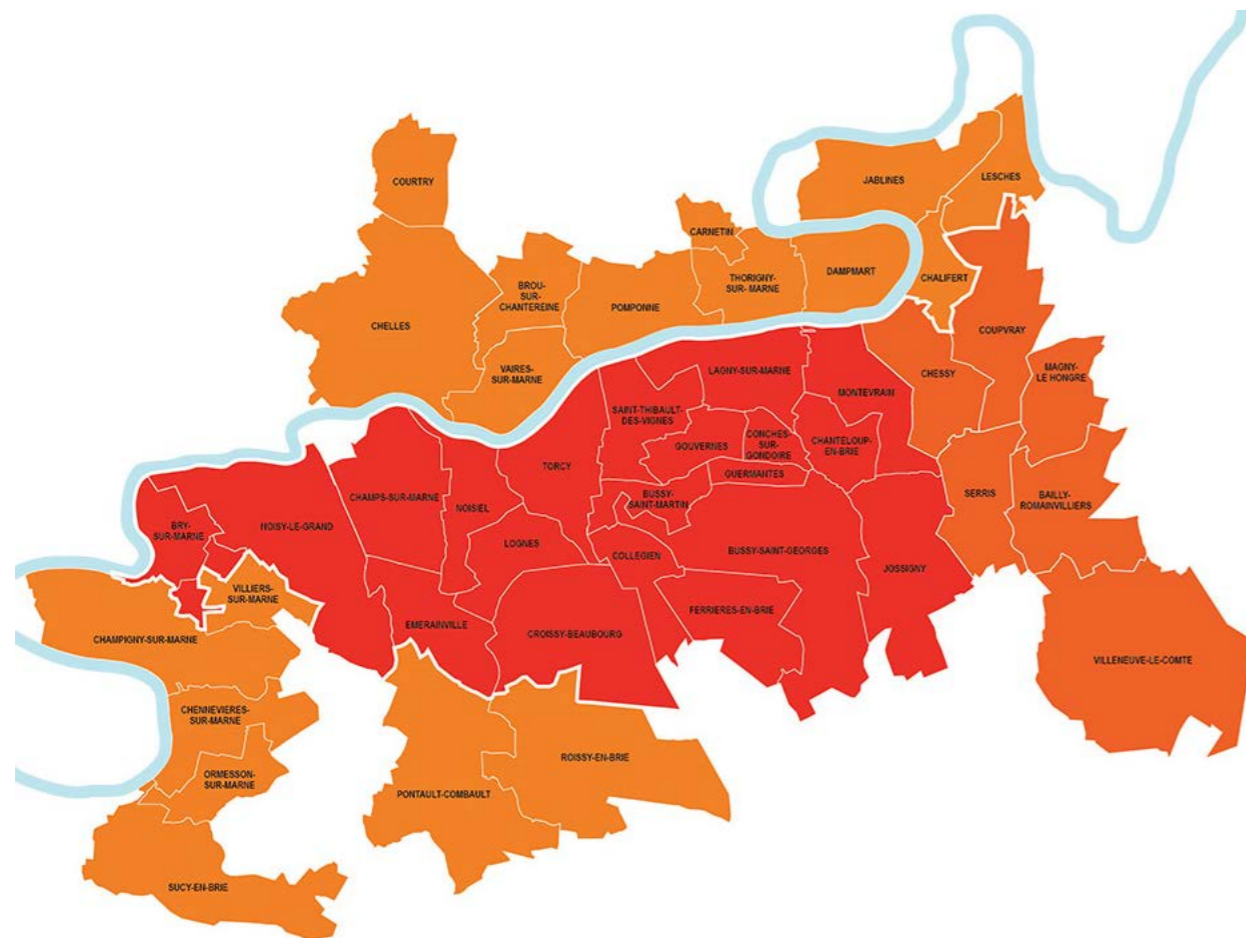 COURTRY
JABLINES
LESCHES
CARNETIN
BROU-
SUR-
CHANTEREINE
THORIGNY-
SUR- MARNE
DAMPMART
CHALIFERT
CHELLES
POMPONNE
COUPVRAY
VAIRES-
SUR-MARNE
LAGNY-SUR-MARNE
CHESSY
MAGNY-
LE HONGRE
MONTEVRAIN
SAINT-THIBAULT-
DES-VIGNES
GOUVERNES
CONCHES-
SUR-
GONDOIRE
CHANTELOUP-
EN-BRIE
TORCY
GUERMANTES
CHAMPS-SUR-MARNE
NOISIEL
BUSSY-
SAINT-MARTIN
SERRIS
BAILLY-
ROMAINVILLIERS
BRY-
SUR-MARNE
NOISY-LE-GRAND
LOGNES
COLLEGIEN
BUSSY-SAINT-GEORGES
JOSSIGNY
VILLIERS-
SUR-MARNE
FERRIERES-EN-BRIE
EMERAINVILLE
CROISSY-BEAUBOURG
CHAMPIGNY-SUR-MARNE
VILLENEUVE-LE-COMTE
CHENNEVIERES-
SUR-MARNE
ROISSY-EN-BRIE
ORMESSON-
SUR-MARNE
PONTAULT-COMBAULT
SUCY-EN-BRIE